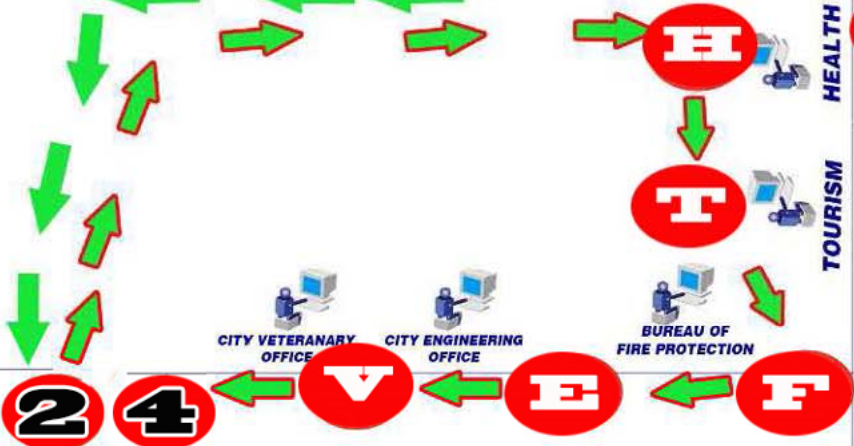 H
HEALTH
T
TOURISM
CITY VETERANARY
OFFICE
CITY ENGINEERING
OFFICE
BUREAU OF
FIRE PROTECTION
2
4
V
E
F